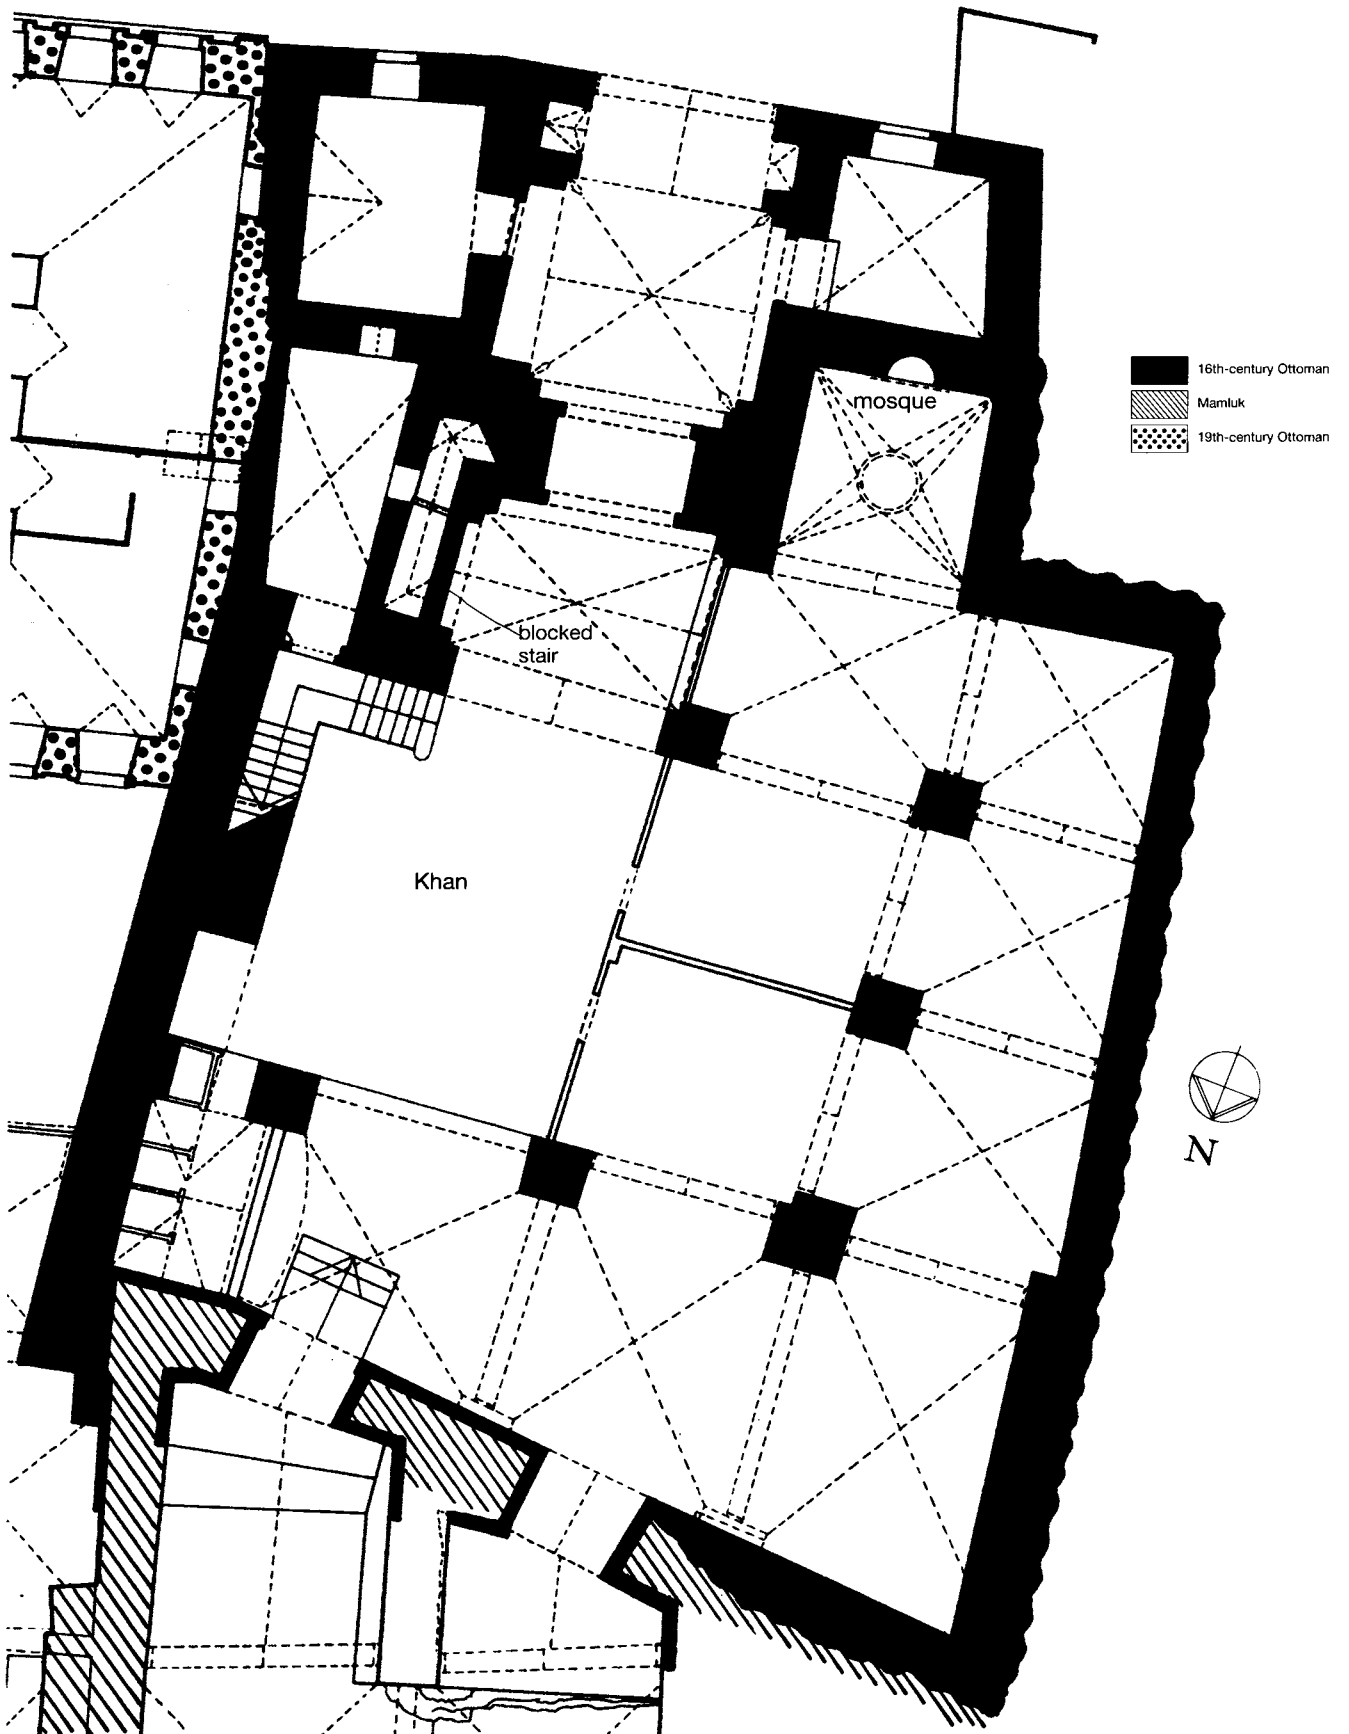 16th-century Ottoman
Mamluk
19th-century Ottoman
mosque
blocked
stair
Khan
N